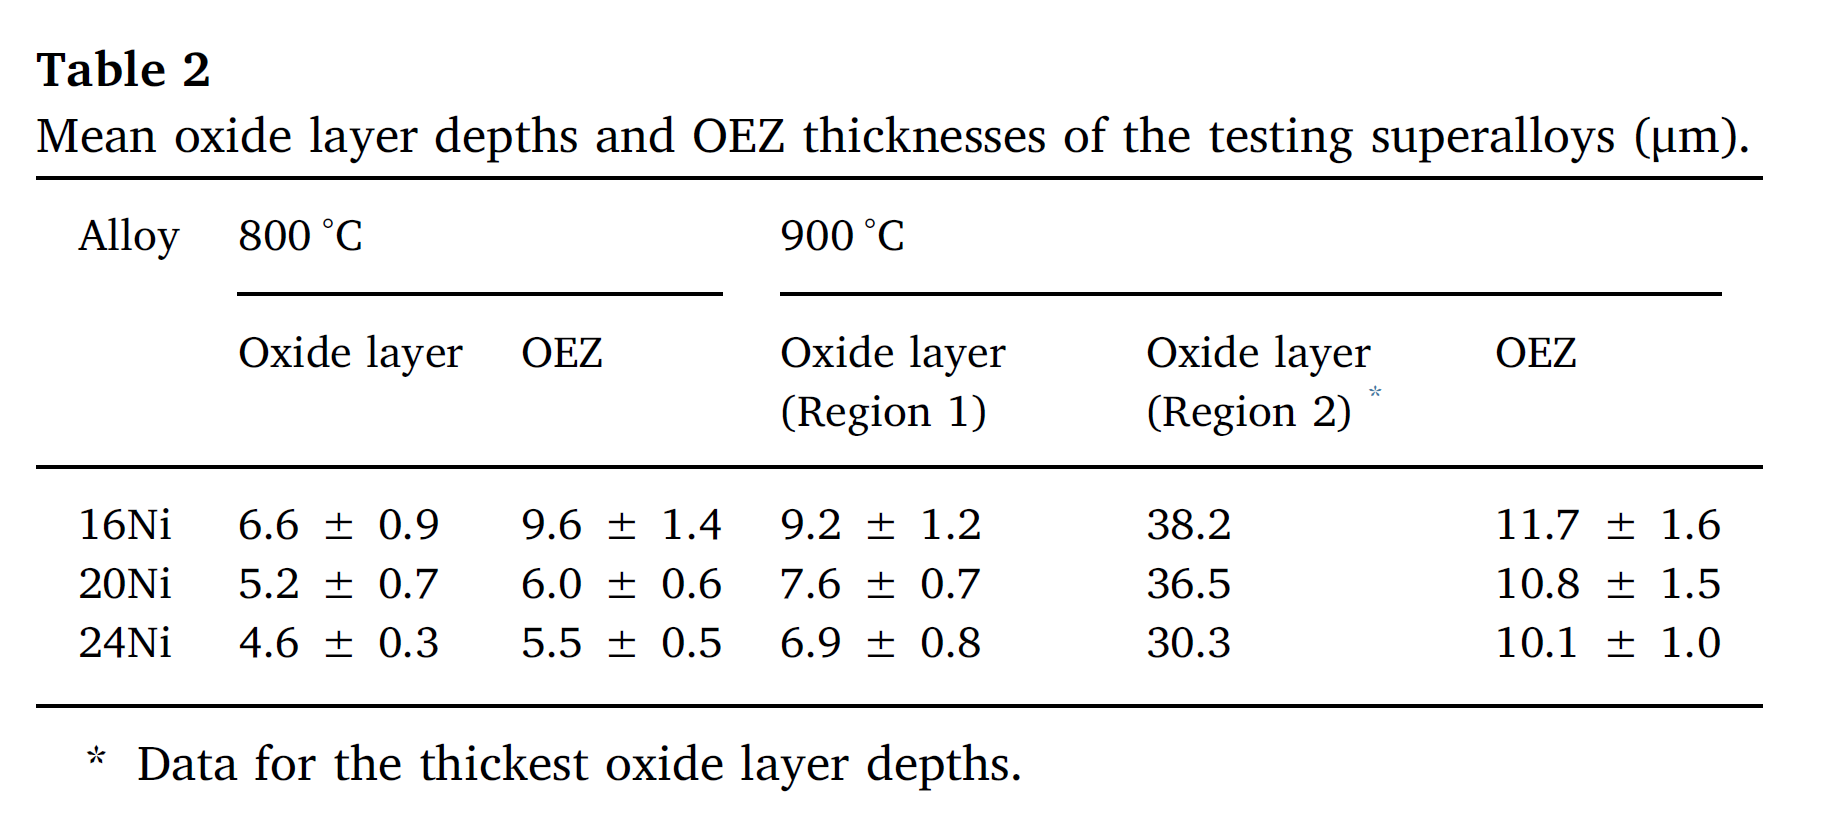 Table 2
Mean oxide layer depths and OEZ thicknesses of the testing superalloys (μm).
Alloy 800 °C 900 °C
Oxide layer OEZ Oxide layer Oxide layer OEZ
(Region 1) (Region 2) *
16Ni 6.6 ± 0.9 9.6 ± 1.4 9.2 ± 1.2 38.2 11.7 ± 1.6
20Ni 5.2 ± 0.7 6.0 ± 0.6 7.6 ± 0.7 36.5 10.8 ± 1.5
24Ni 4.6 ± 0.3 5.5 ± 0.5 6.9 ± 0.8 30.3 10.1 ± 1.0
* Data for the thickest oxide layer depths.